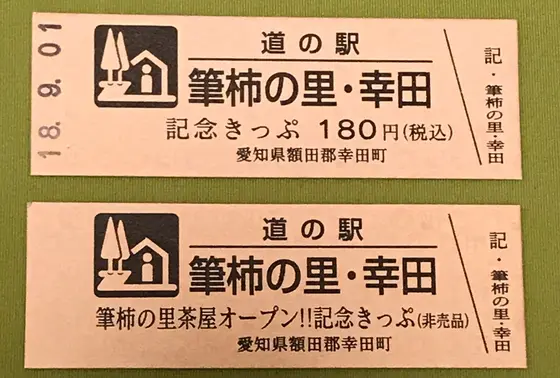 18.9.01
道の駅
筆柿の里・幸田
記念きっぷ 180円(税込)
愛知県額田郡幸田町
記・筆柿の里・幸田
道の駅
筆柿の里・幸田
筆柿の里茶屋オープン!!記念きっぷ(非売品)
愛知県額田郡幸田町
記・筆柿の里・幸田